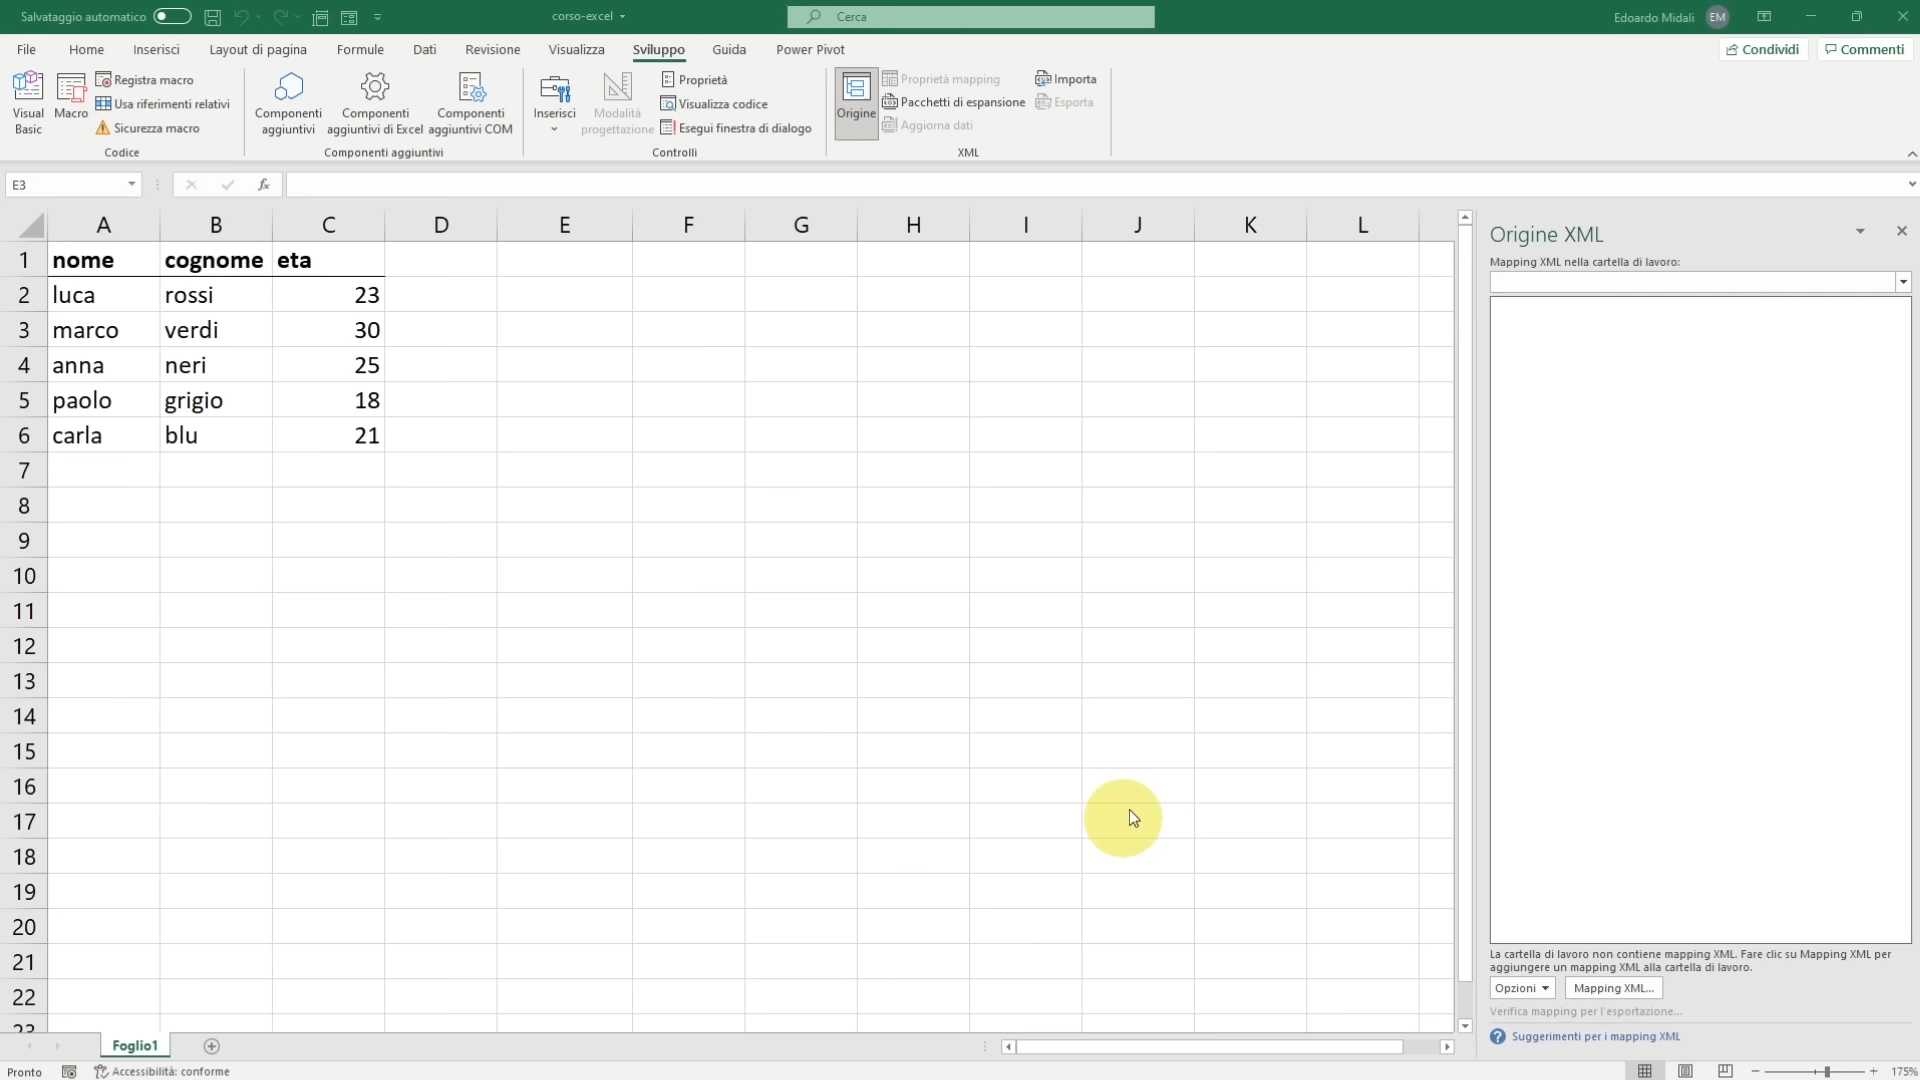 Salvataggio automatico
corso-excel
Cerca
Edoardo Midali EM
File Home Inserisci Layout di pagina Formule Dati Revisione Visualizza Sviluppo Guida Power Pivot
Condividi Commenti
Visual Basic
Macro
Registra macro
Usa riferimenti relativi
Sicurezza macro
Codice
Componenti aggiuntivi
Componenti aggiuntivi di Excel
Componenti aggiuntivi COM
Componenti aggiuntivi
Inserisci
Modalità progettazione
Proprietà
Visualizza codice
Esegui finestra di dialogo
Controlli
Origine
Proprietà mapping
Pacchetti di espansione
Aggiorna dati
Importa
Esporta
XML
E3
fx
A B C D E F G H I J K L
1 nome cognome eta
2 luca rossi 23
3 marco verdi 30
4 anna neri 25
5 paolo grigio 18
6 carla blu 21
7
8
9
10
11
12
13
14
15
16
17
18
19
20
21
22
23
Origine XML
Mapping XML nella cartella di lavoro:
La cartella di lavoro non contiene mapping XML. Fare clic su Mapping XML per
aggiungere un mapping XML alla cartella di lavoro.
Opzioni Mapping XML...
Verifica mapping per l'esportazione...
? Suggerimenti per i mapping XML
Foglio1
Pronto Accessibilità: conforme 175%